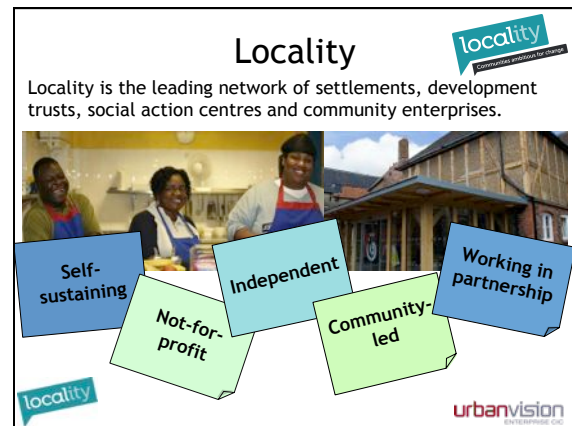 Locality
locality
Communities ambitious for change
Locality is the leading network of settlements, development
trusts, social action centres and community enterprises.
Self-
sustaining
Not-for-
profit
Independent
Community-
led
Working in
partnership
locality
urbanvision
ENTERPRISE CIC